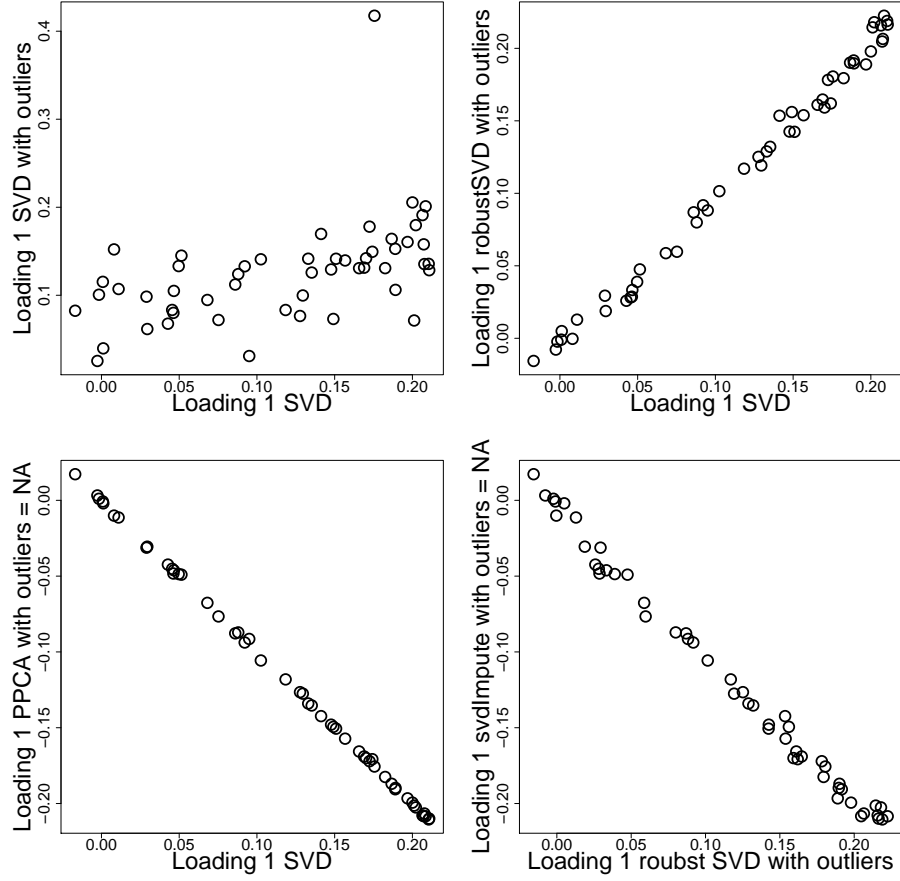 Loading 1 SVD with outliers
0.1 0.2 0.3 0.4
0.00 0.05 0.10 0.15 0.20
Loading 1 SVD
Loading 1 robustSVD with outliers
0.00 0.05 0.10 0.15 0.20
0.00 0.05 0.10 0.15 0.20
Loading 1 SVD
Loading 1 PPCA with outliers = NA
−0.20 −0.15 −0.10 −0.05 0.00
0.00 0.05 0.10 0.15 0.20
Loading 1 SVD
Loading 1 svdImpute with outliers = NA
−0.20 −0.15 −0.10 −0.05 0.00
0.00 0.05 0.10 0.15 0.20
Loading 1 roubst SVD with outliers